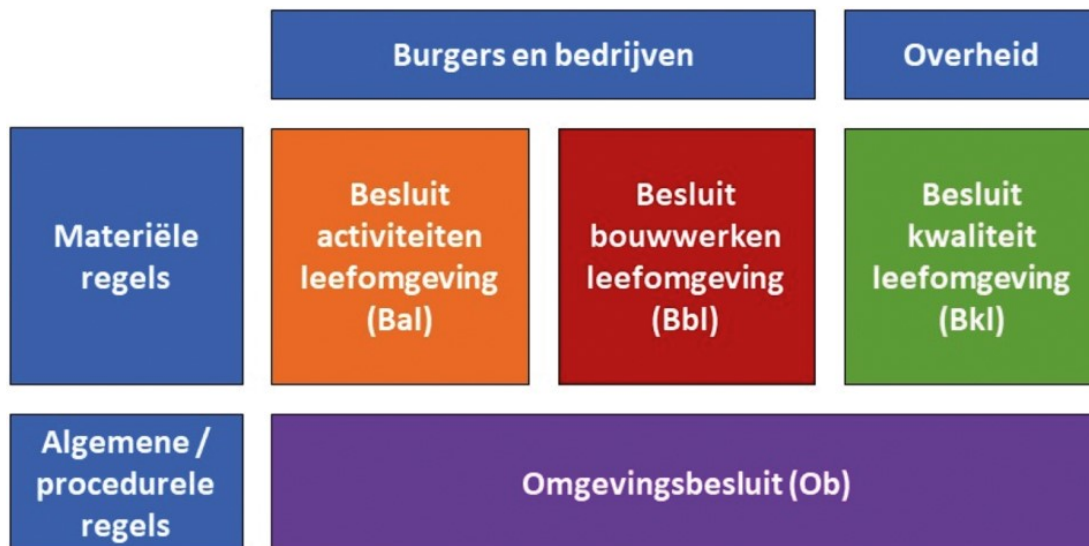 Burgers en bedrijven
Overheid
Materiële
regels
Besluit
activiteiten
leefomgeving
(Bal)
Besluit
bouwwerken
leefomgeving
(Bbl)
Besluit
kwaliteit
leefomgeving
(Bkl)
Algemene /
procedurele
regels
Omgevingsbesluit (Ob)